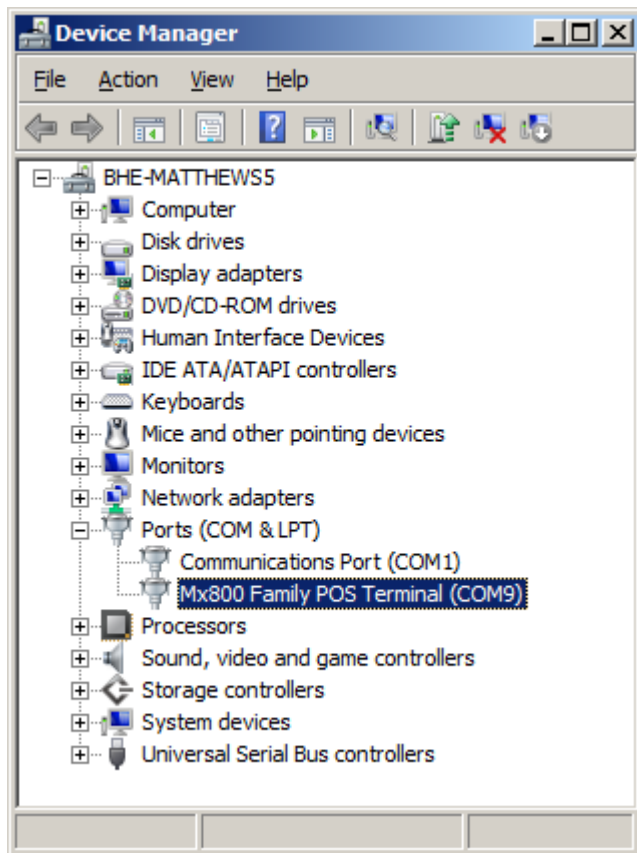 Device Manager
File Action View Help
BHE-MATTHEWS5
Computer
Disk drives
Display adapters
DVD/CD-ROM drives
Human Interface Devices
IDE ATA/ATAPI controllers
Keyboards
Mice and other pointing devices
Monitors
Network adapters
Ports (COM & LPT)
Communications Port (COM1)
Mx800 Family POS Terminal (COM9)
Processors
Sound, video and game controllers
Storage controllers
System devices
Universal Serial Bus controllers